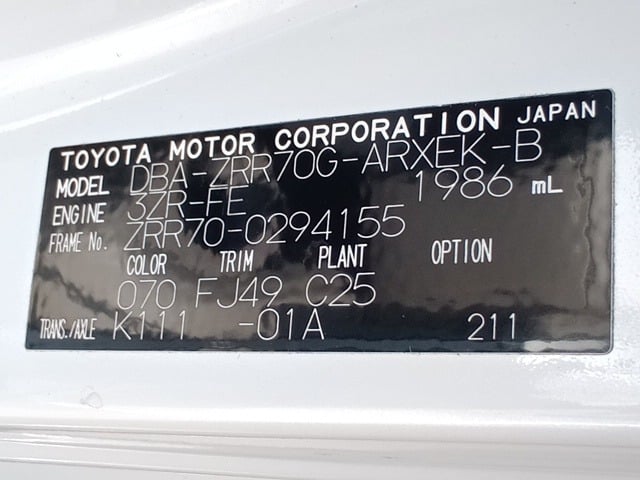 TOYOTA MOTOR CORPORATION JAPAN
MODEL DBA-ZRR70G-ARXEK-B
ENGINE 3ZR-FE 1986 mL
FRAME No. ZRR70-0294155
COLOR TRIM PLANT OPTION
070 FJ49 C25
TRANS./AXLE K111 -01A 211